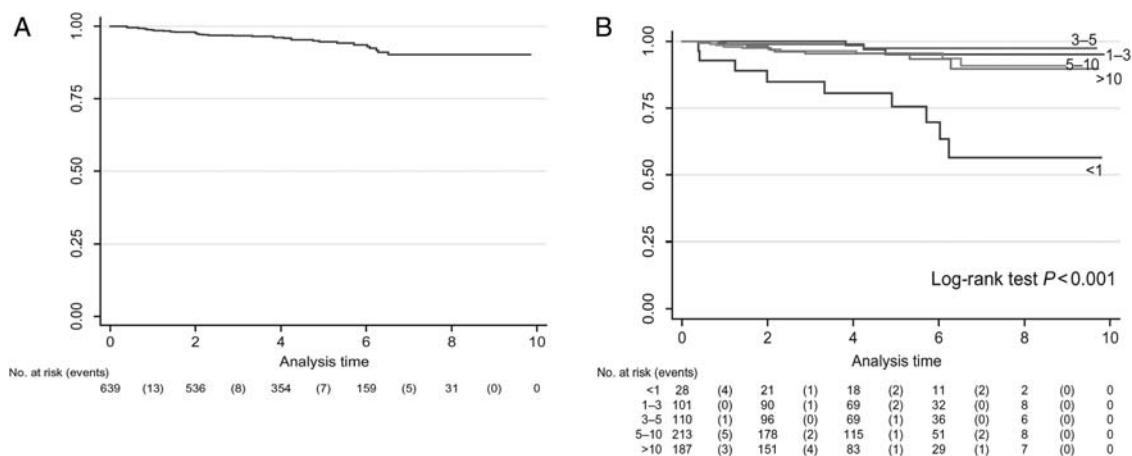 A
1.00
0.75
0.50
0.25
0.00
0 2 4 6 8 10
Analysis time
No. at risk (events)
639 (13) 536 (8) 354 (7) 159 (5) 31 (0) 0
B
1.00
0.75
0.50
0.25
0.00
3–5
1–3
5–10
>10
<1
Log-rank test P<0.001
0 2 4 6 8 10
Analysis time
No. at risk (events)
<1 28 (4) 21 (1) 18 (2) 11 (2) 2 (0) 0
1–3 101 (0) 90 (1) 69 (2) 32 (0) 8 (0) 0
3–5 110 (1) 96 (0) 69 (1) 36 (0) 6 (0) 0
5–10 213 (5) 178 (2) 115 (1) 51 (2) 8 (0) 0
>10 187 (3) 151 (4) 83 (1) 29 (1) 7 (0) 0